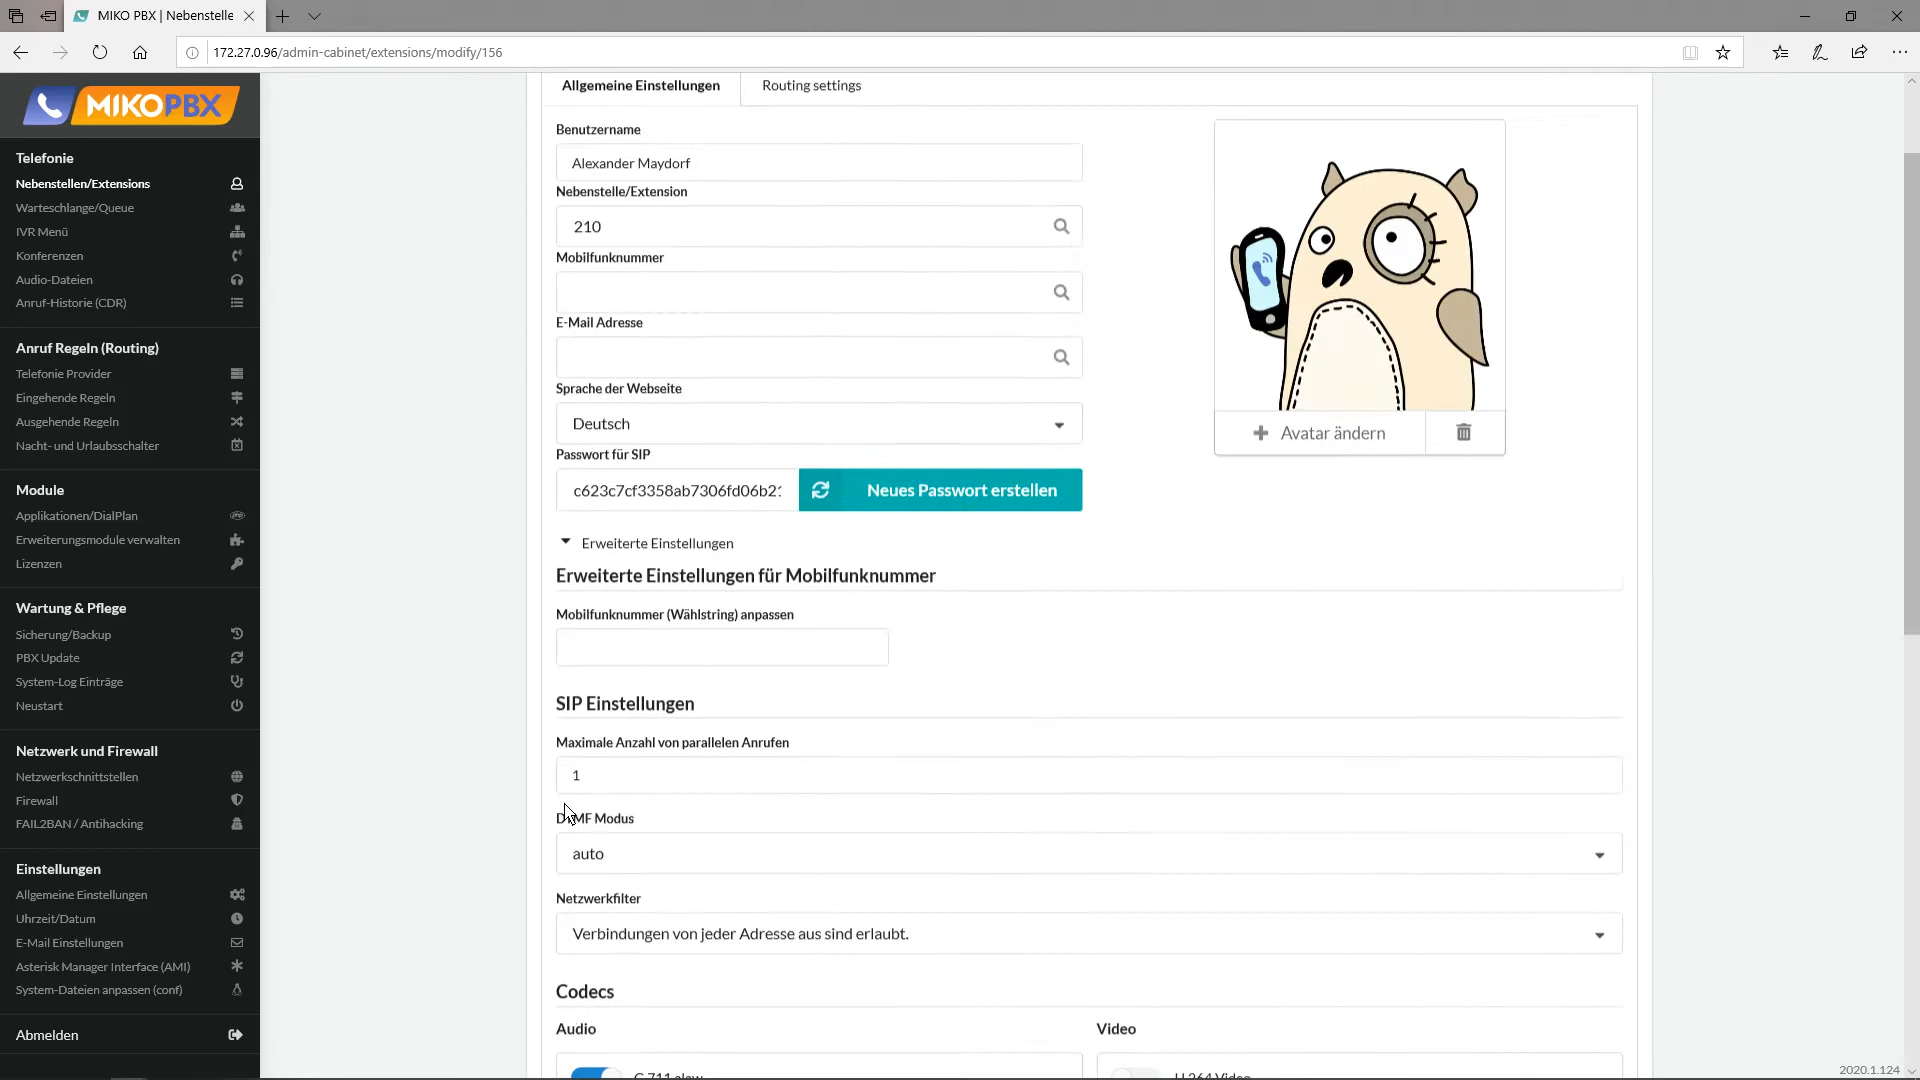 MIKO PBX | Nebenstelle
172.27.0.96/admin-cabinet/extensions/modify/156
MIKOPBX
Telefonie
Nebenstellen/Extensions
Warteschlange/Queue
IVR Menü
Konferenzen
Audio-Dateien
Anruf-Historie (CDR)
Anruf Regeln (Routing)
Telefonie Provider
Eingehende Regeln
Ausgehende Regeln
Nacht- und Urlaubsschalter
Module
Applikationen/DialPlan
Erweiterungsmodule verwalten
Lizenzen
Wartung & Pflege
Sicherung/Backup
PBX Update
System-Log Einträge
Neustart
Netzwerk und Firewall
Netzwerkschnittstellen
Firewall
FAIL2BAN / Antihacking
Einstellungen
Allgemeine Einstellungen
Uhrzeit/Datum
E-Mail Einstellungen
Asterisk Manager Interface (AMI)
System-Dateien anpassen (conf)
Abmelden
Allgemeine Einstellungen
Routing settings
Benutzername
Alexander Maydorf
Nebenstelle/Extension
210
Mobilfunknummer
E-Mail Adresse
Sprache der Webseite
Deutsch
Passwort für SIP
c623c7cf3358ab7306fd06b2
Neues Passwort erstellen
Avatar ändern
Erweiterte Einstellungen
Erweiterte Einstellungen für Mobilfunknummer
Mobilfunknummer (Wählstring) anpassen
SIP Einstellungen
Maximale Anzahl von parallelen Anrufen
1
DTMF Modus
auto
Netzwerkfilter
Verbindungen von jeder Adresse aus sind erlaubt.
Codecs
Audio
Video
G.711 alaw
H.264 Video
2020.1.124